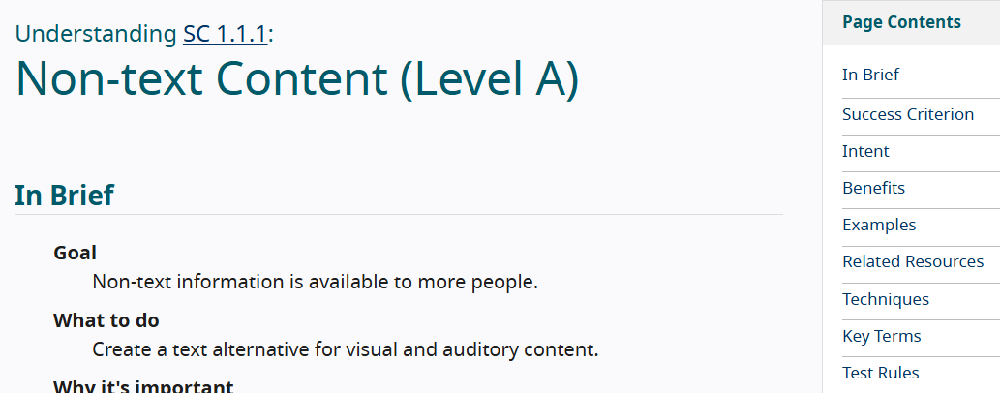 Understanding SC 1.1.1:
Non-text Content (Level A)
In Brief
Goal
Non-text information is available to more people.
What to do
Create a text alternative for visual and auditory content.
Why it's important
Page Contents
In Brief
Success Criterion
Intent
Benefits
Examples
Related Resources
Techniques
Key Terms
Test Rules